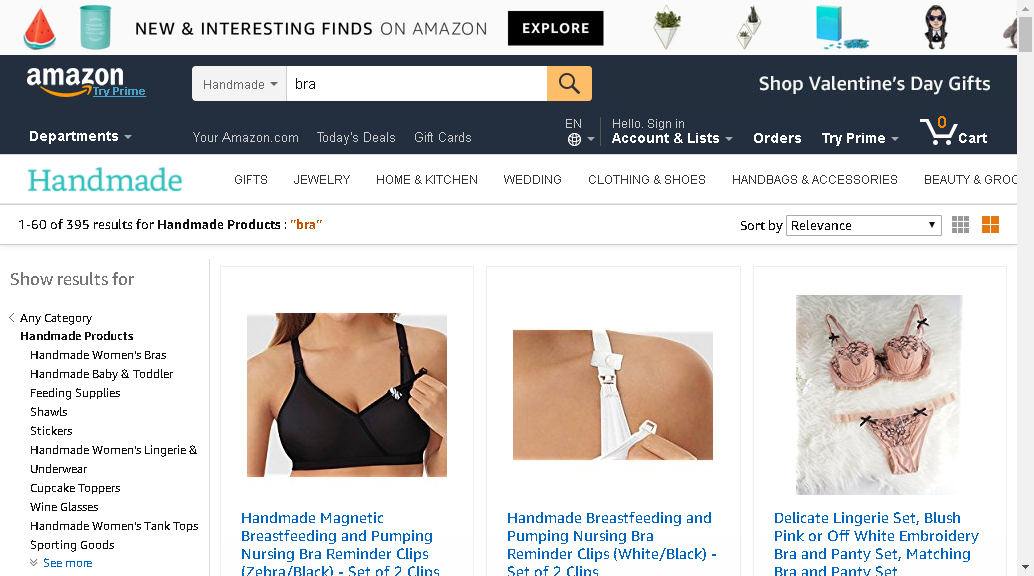 NEW & INTERESTING FINDS ON AMAZON EXPLORE
amazon
Try Prime
Handmade
bra
Shop Valentine's Day Gifts
Departments
Your Amazon.com Today's Deals Gift Cards
EN
Hello. Sign in
Account & Lists
Orders
Try Prime
0
Cart
Handmade
GIFTS JEWELRY HOME & KITCHEN WEDDING CLOTHING & SHOES HANDBAGS & ACCESSORIES BEAUTY & GROO
1-60 of 395 results for Handmade Products : "bra"
Sort by Relevance
Show results for
Any Category
Handmade Products
Handmade Women's Bras
Handmade Baby & Toddler
Feeding Supplies
Shawls
Stickers
Handmade Women's Lingerie &
Underwear
Cupcake Toppers
Wine Glasses
Handmade Women's Tank Tops
Sporting Goods
See more
Handmade Magnetic
Breastfeeding and Pumping
Nursing Bra Reminder Clips
(Zebra/Black) - Set of 2 Clips
Handmade Breastfeeding and
Pumping Nursing Bra
Reminder Clips (White/Black) -
Set of 2 Clips
Delicate Lingerie Set, Blush
Pink or Off White Embroidery
Bra and Panty Set, Matching
Bra and Panty Set